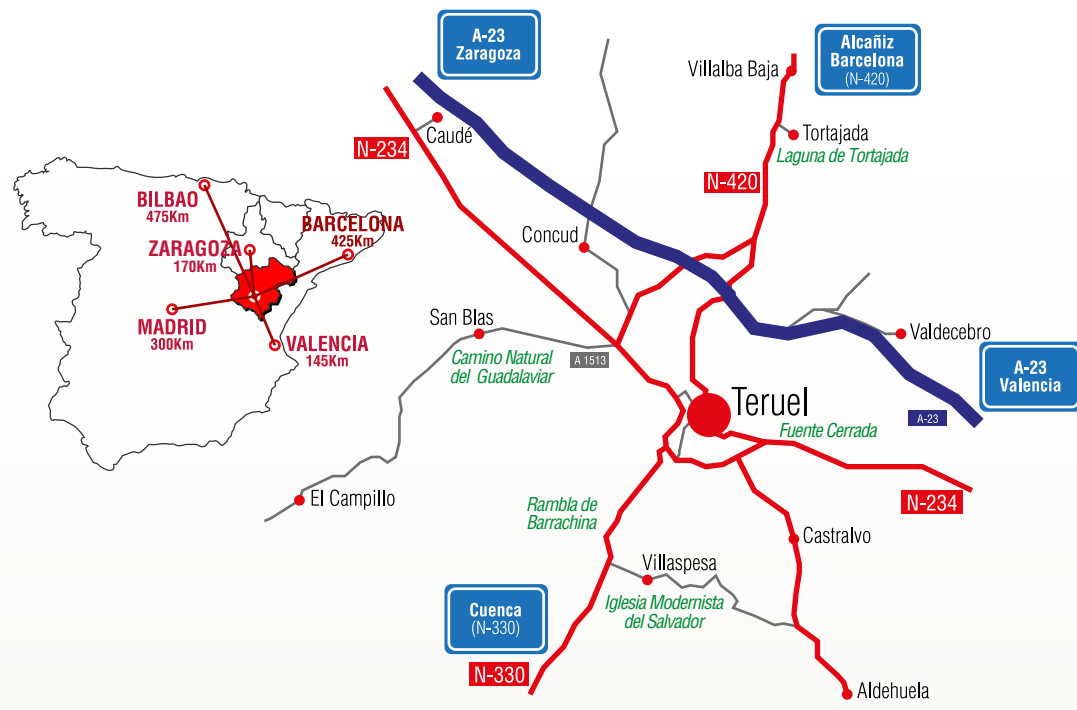 A-23
Zaragoza
Alcañiz
Barcelona
(N-420)
Villalba Baja
Caudé
N-234
Tortajada
Laguna de Tortajada
N-420
BILBAO
475Km
BARCELONA
425Km
ZARAGOZA
170Km
MADRID
300Km
VALENCIA
145Km
Concud
San Blas
Camino Natural
del Guadalaviar
A 1513
Valdecebro
A-23
Valencia
A-23
Teruel
Fuente Cerrada
El Campillo
Rambla de
Barrachina
N-234
Castralvo
Villaspesa
Iglesia Modernista
del Salvador
Cuenca
(N-330)
N-330
Aldehuela